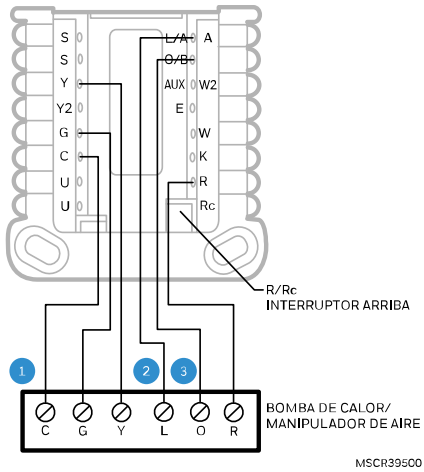 S L/A A
S O/B
Y AUX W2
Y2 E
G W
C K
U R
U Rc
R/Rc
INTERRUPTOR ARRIBA
1 2 3
BOMBA DE CALOR/
MANIPULADOR DE AIRE
C G Y L O R
MSCR39500